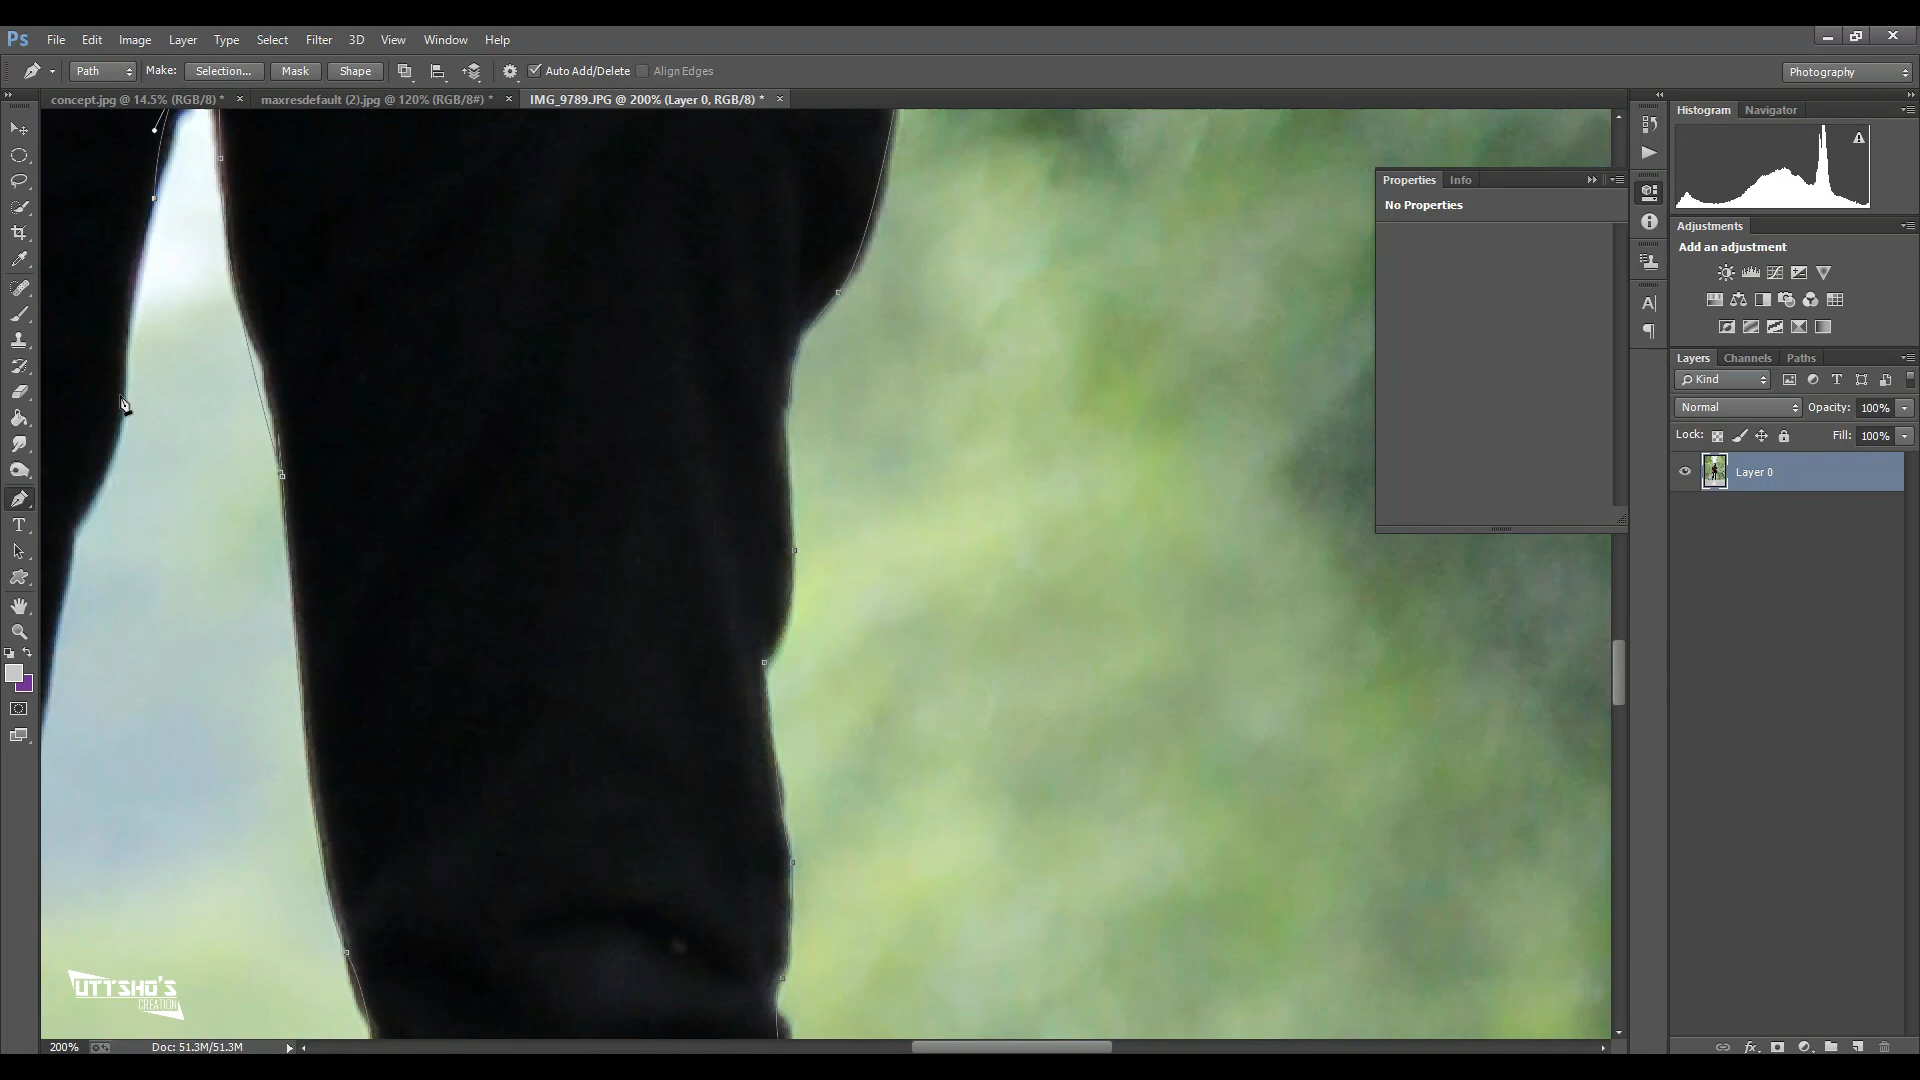 Ps File Edit Image Layer Type Select Filter 3D View Window Help
Path Make: Selection... Mask Shape Auto Add/Delete Align Edges Photography
concept.jpg @ 14.5% (RGB/8) * × maxresdefault (2).jpg @ 120% (RGB/8#) * × IMG_9789.JPG @ 200% (Layer 0, RGB/8) * ×
Histogram Navigator
Properties Info
No Properties
Adjustments
Add an adjustment
Layers Channels Paths
Kind
Normal Opacity: 100%
Lock: Fill: 100%
Layer 0
UTTSHO'S
CREATION
200% Doc: 51.3M/51.3M